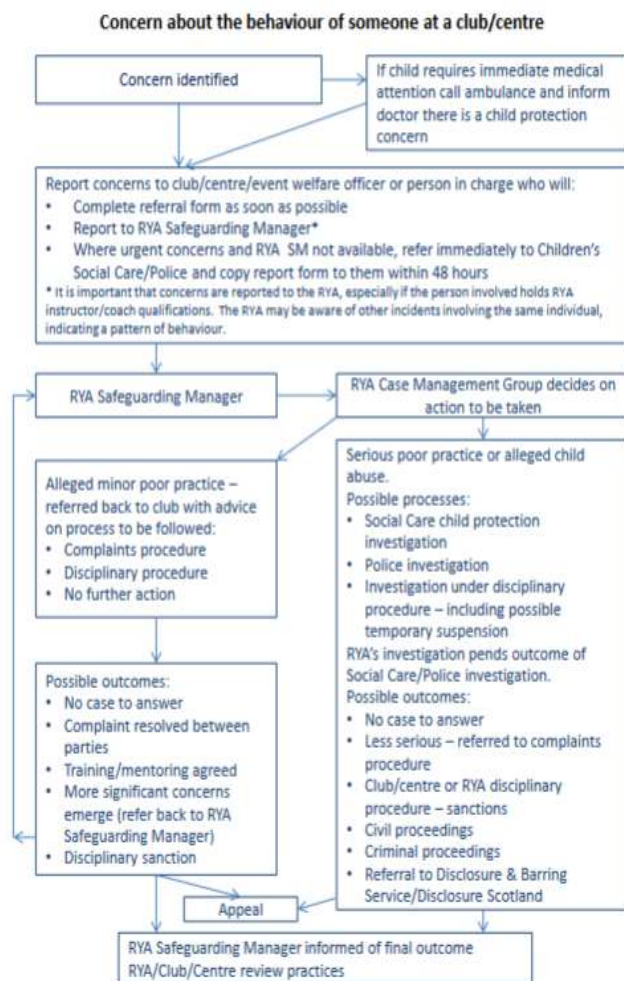 Concern about the behaviour of someone at a club/centre
Concern identified
If child requires immediate medical
attention call ambulance and inform
doctor there is a child protection
concern
Report concerns to club/centre/event welfare officer or person in charge who will:
• Complete referral form as soon as possible
• Report to RYA Safeguarding Manager*
• Where urgent concerns and RYA SM not available, refer immediately to Children's
Social Care/Police and copy report form to them within 48 hours
* It is important that concerns are reported to the RYA, especially if the person involved holds RYA
instructor/coach qualifications. The RYA may be aware of other incidents involving the same individual,
indicating a pattern of behaviour.
RYA Safeguarding Manager
RYA Case Management Group decides on
action to be taken
Alleged minor poor practice –
referred back to club with advice
on process to be followed:
• Complaints procedure
• Disciplinary procedure
• No further action
Serious poor practice or alleged child
abuse.
Possible processes:
• Social Care child protection
investigation
• Police investigation
• Investigation under disciplinary
procedure – including possible
temporary suspension
RYA's investigation pends outcome of
Social Care/Police investigation.
Possible outcomes:
• No case to answer
• Less serious – referred to complaints
procedure
• Club/centre or RYA disciplinary
procedure – sanctions
• Civil proceedings
• Criminal proceedings
• Referral to Disclosure & Barring
Service/Disclosure Scotland
Possible outcomes:
• No case to answer
• Complaint resolved between
parties
• Training/mentoring agreed
• More significant concerns
emerge (refer back to RYA
Safeguarding Manager)
• Disciplinary sanction
Appeal
RYA Safeguarding Manager informed of final outcome
RYA/Club/Centre review practices